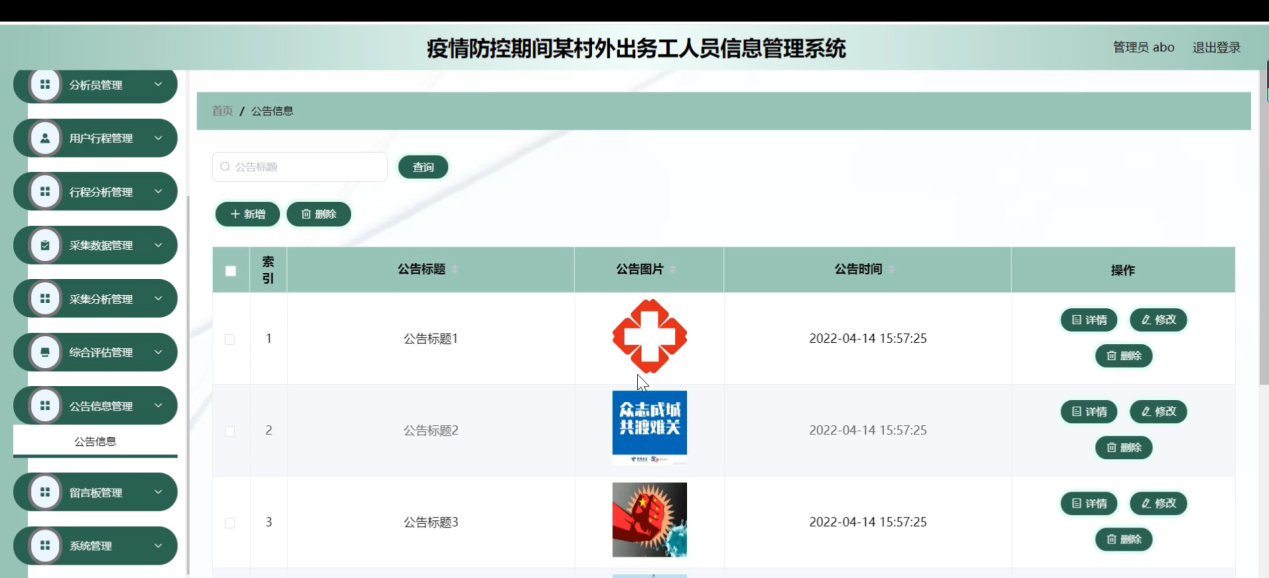 疫情防控期间某村外出务工人员信息管理系统
管理员 abo 退出登录
分析员管理
用户行程管理
行程分析管理
采集数据管理
采集分析管理
综合评估管理
公告信息管理
公告信息
留言板管理
系统管理
首页 / 公告信息
公告标题 查询
+ 新增 删除
索引 公告标题 公告图片 公告时间 操作
1 公告标题1 2022-04-14 15:57:25 详情 修改
删除
众志成城
共渡难关
2 公告标题2 2022-04-14 15:57:25 详情 修改
删除
3 公告标题3 2022-04-14 15:57:25 详情 修改
删除